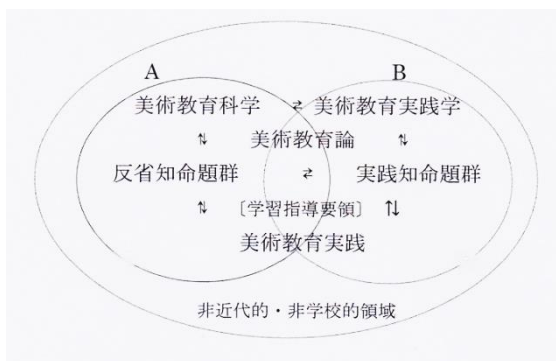 A B
美術教育科学 ⇄ 美術教育実践学
⇅ 美術教育論 ⇅
反省知命題群 ⇄ 実践知命題群
⇅ 〔学習指導要領〕 ⇅
美術教育実践
非近代的・非学校的領域